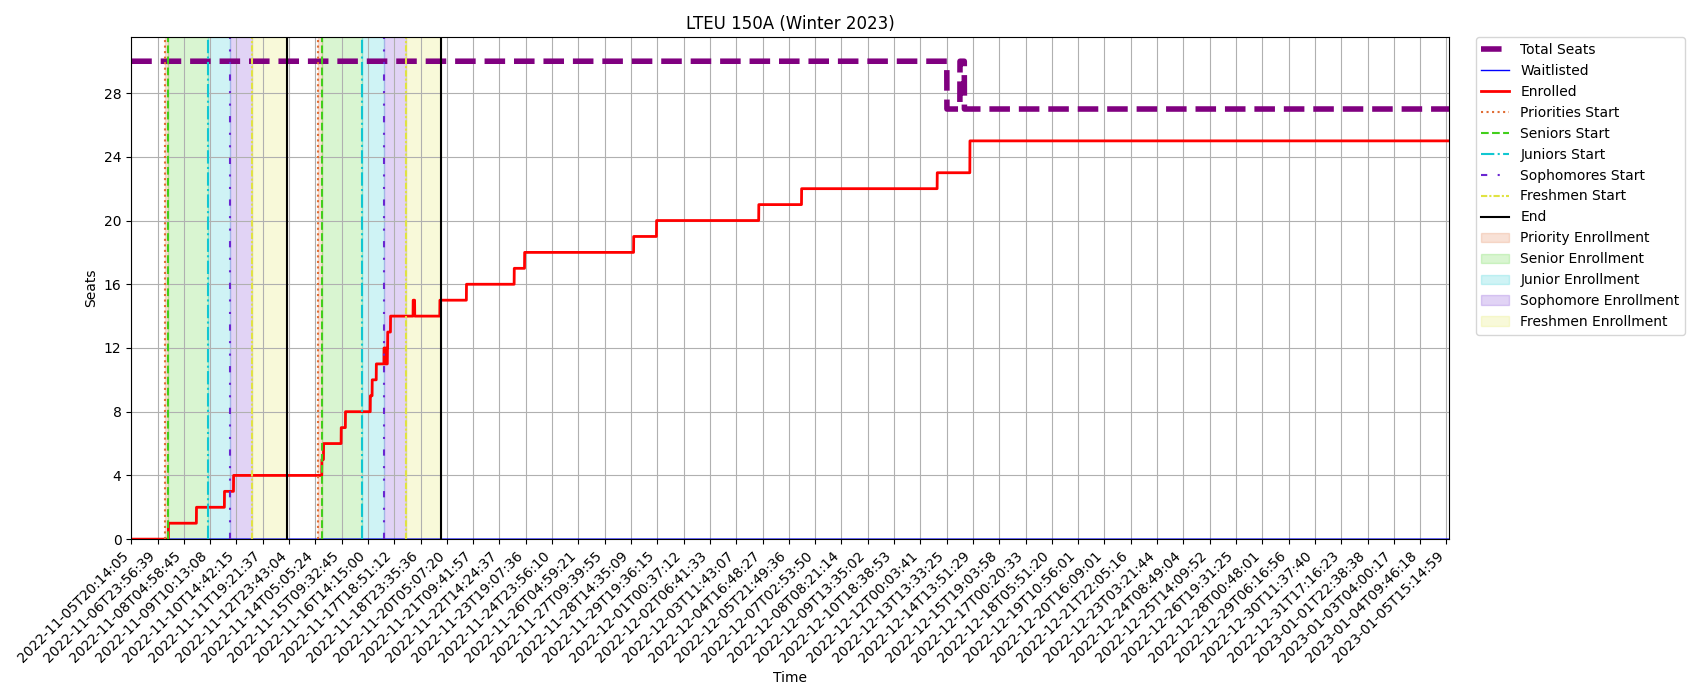 LTEU 150A (Winter 2023)
Seats
28
24
20
16
12
8
4
0
2022-11-05T20:14:05
2022-11-06T23:56:39
2022-11-08T04:58:45
2022-11-09T10:13:08
2022-11-10T14:42:15
2022-11-11T19:21:37
2022-11-12T23:43:04
2022-11-14T05:05:24
2022-11-15T09:32:45
2022-11-16T14:15:00
2022-11-17T18:51:12
2022-11-18T23:35:36
2022-11-20T05:07:20
2022-11-21T09:41:57
2022-11-22T14:24:37
2022-11-23T19:07:36
2022-11-24T23:56:10
2022-11-26T04:59:21
2022-11-27T09:39:55
2022-11-28T14:35:09
2022-11-29T19:36:15
2022-12-01T00:37:12
2022-12-02T06:41:33
2022-12-03T11:43:07
2022-12-04T16:48:27
2022-12-05T21:49:36
2022-12-07T02:53:50
2022-12-08T08:21:14
2022-12-09T13:35:02
2022-12-10T18:38:53
2022-12-12T00:03:41
2022-12-13T13:33:25
2022-12-14T13:51:29
2022-12-15T19:03:58
2022-12-17T00:20:33
2022-12-18T05:51:20
2022-12-19T10:56:01
2022-12-20T16:09:01
2022-12-21T22:05:16
2022-12-23T03:21:44
2022-12-24T08:49:04
2022-12-25T14:09:52
2022-12-26T19:31:25
2022-12-28T00:48:01
2022-12-29T06:16:56
2022-12-30T11:37:40
2022-12-31T17:16:23
2023-01-01T22:38:38
2023-01-03T04:00:17
2023-01-04T09:46:18
2023-01-05T15:14:59
Time
Total Seats
Waitlisted
Enrolled
Priorities Start
Seniors Start
Juniors Start
Sophomores Start
Freshmen Start
End
Priority Enrollment
Senior Enrollment
Junior Enrollment
Sophomore Enrollment
Freshmen Enrollment